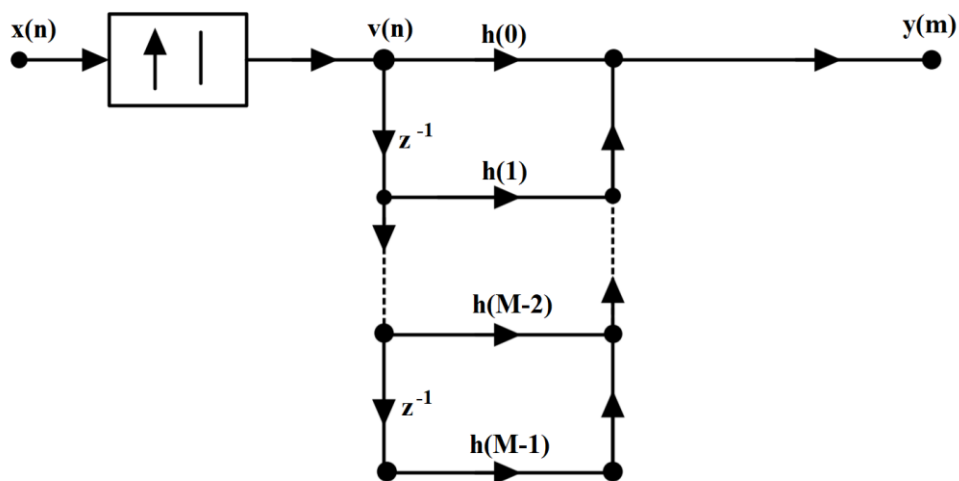 x(n)
v(n)
h(0)
y(m)
↑ |
z⁻¹
h(1)
h(M-2)
z⁻¹
h(M-1)